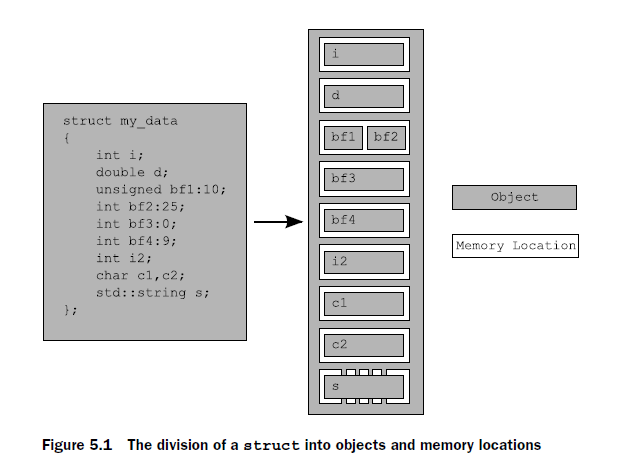 struct my_data
{
int i;
double d;
unsigned bf1:10;
int bf2:25;
int bf3:0;
int bf4:9;
int i2;
char c1,c2;
std::string s;
};
i
d
bf1 bf2
bf3
bf4
i2
c1
c2
s
Object
Memory Location
Figure 5.1 The division of a struct into objects and memory locations